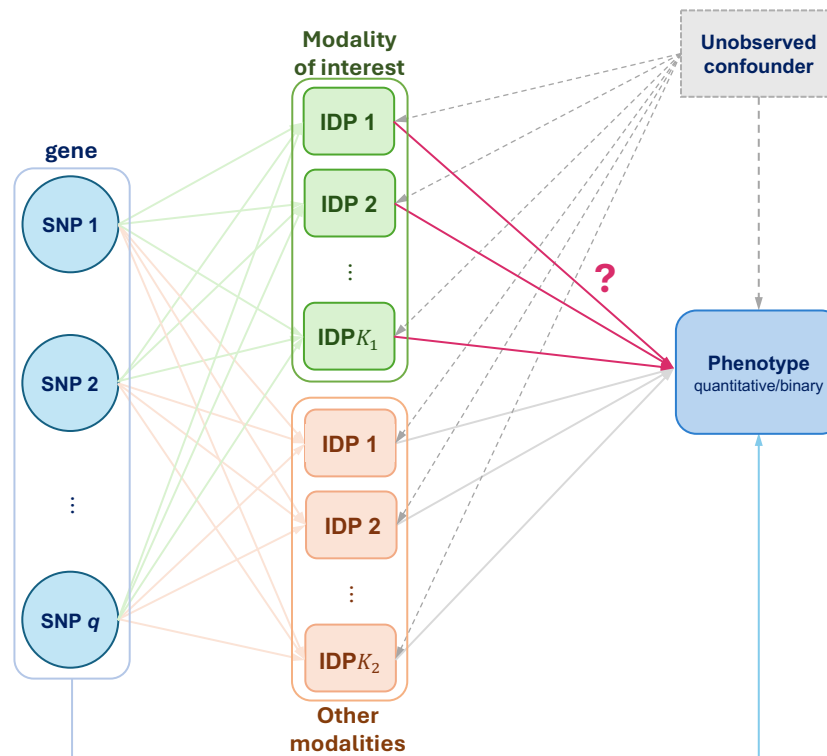 Modality
of interest
Unobserved
confounder
gene
IDP 1
SNP 1
IDP 2
⋮
?
IDPK₁
SNP 2
Phenotype
quantitative/binary
IDP 1
IDP 2
⋮
⋮
SNP q
IDPK₂
Other
modalities